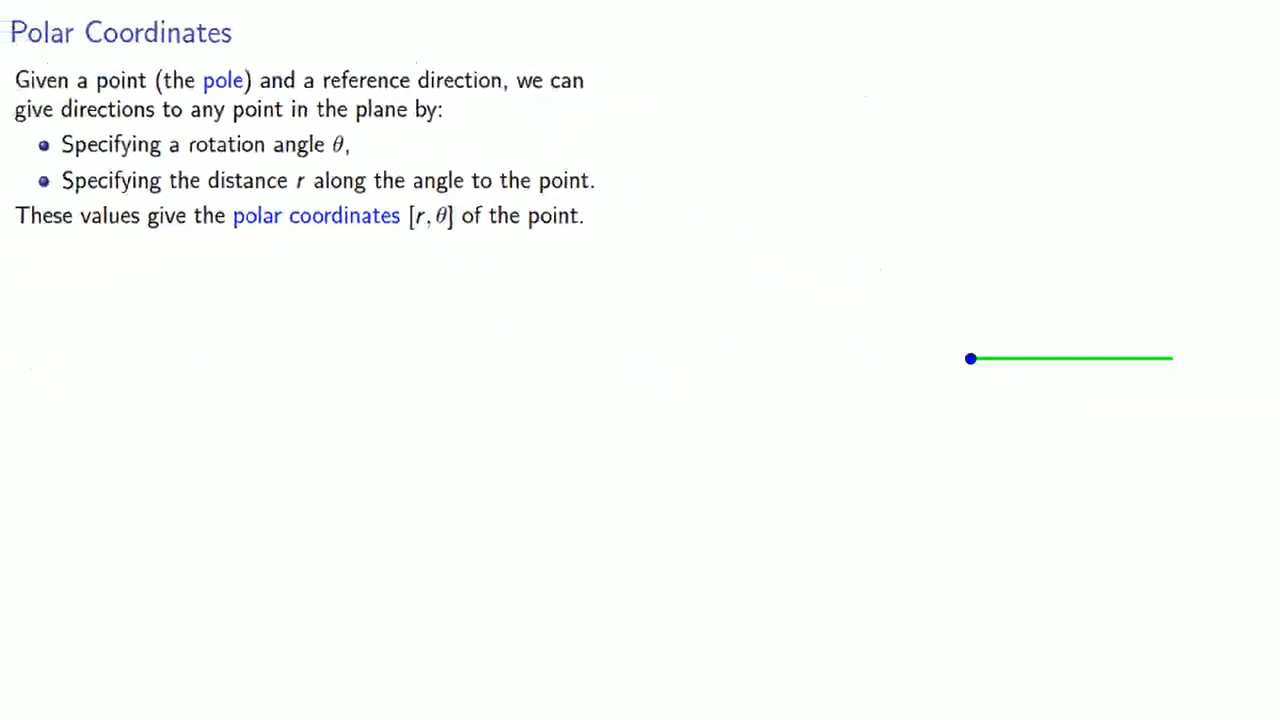 Polar Coordinates
Given a point (the pole) and a reference direction, we can
give directions to any point in the plane by:
Specifying a rotation angle θ,
Specifying the distance r along the angle to the point.
These values give the polar coordinates [r, θ] of the point.